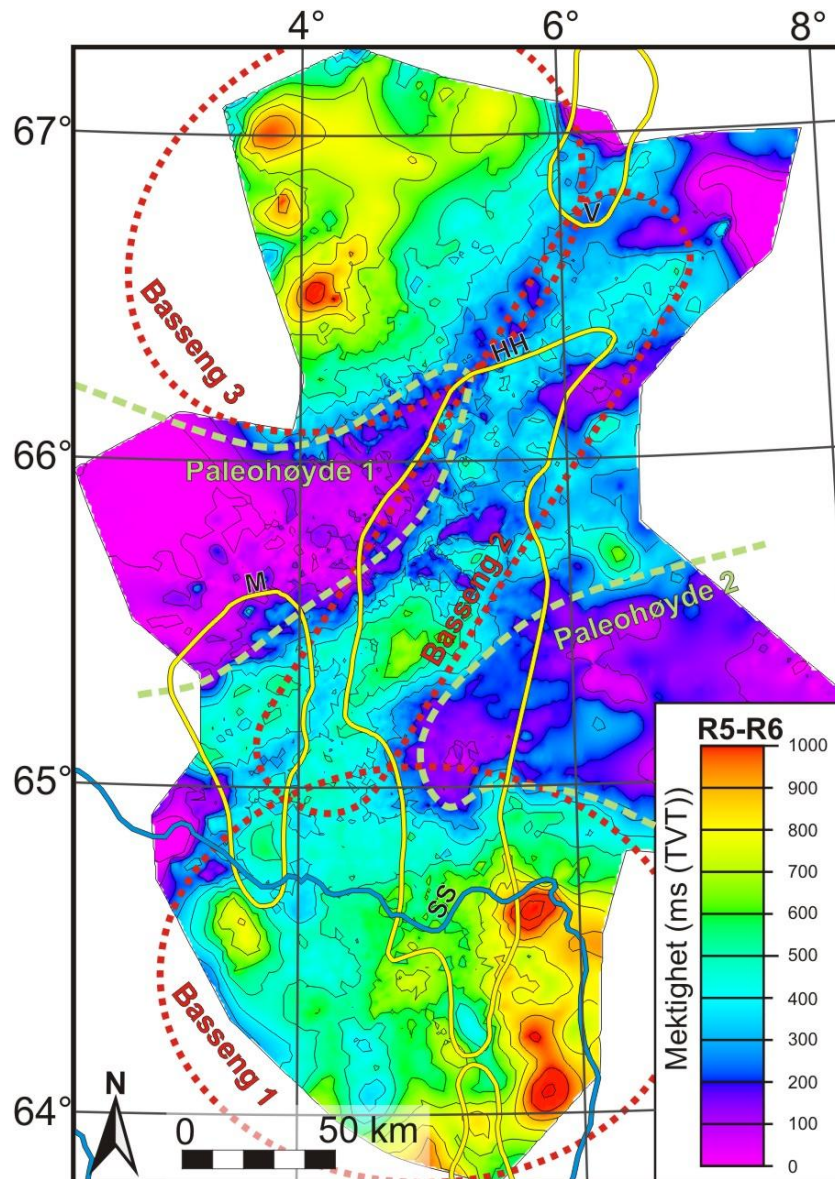 4° 6° 8°
67°
V
Basseng 3
HH
66°
Paleohøyde 1
Basseng 2
M
Paleohøyde 2
65°
R5-R6
1000
900
800
700
600
500
400
300
200
100
0
Mektighet (ms (TVT))
SS
Basseng 1
64°
N
0 50 km